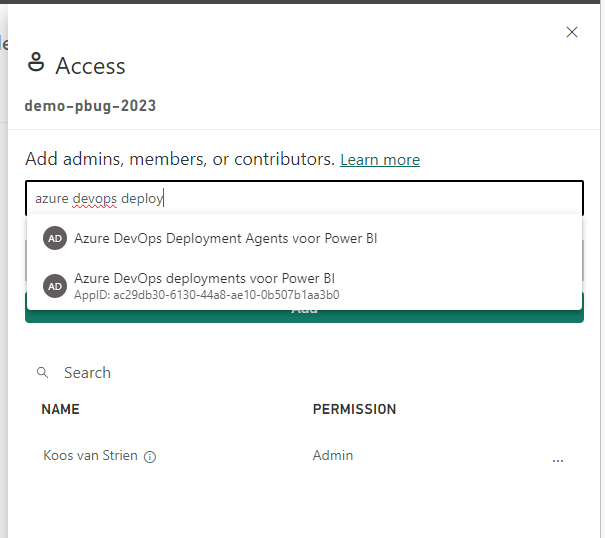 Access
demo-pbug-2023
Add admins, members, or contributors. Learn more
azure devops deploy
AD Azure DevOps Deployment Agents voor Power BI
AD Azure DevOps deployments voor Power BI
AppID: ac29db30-6130-44a8-ae10-0b507b1aa3b0
Add
Search
NAME PERMISSION
Koos van Strien Admin ...